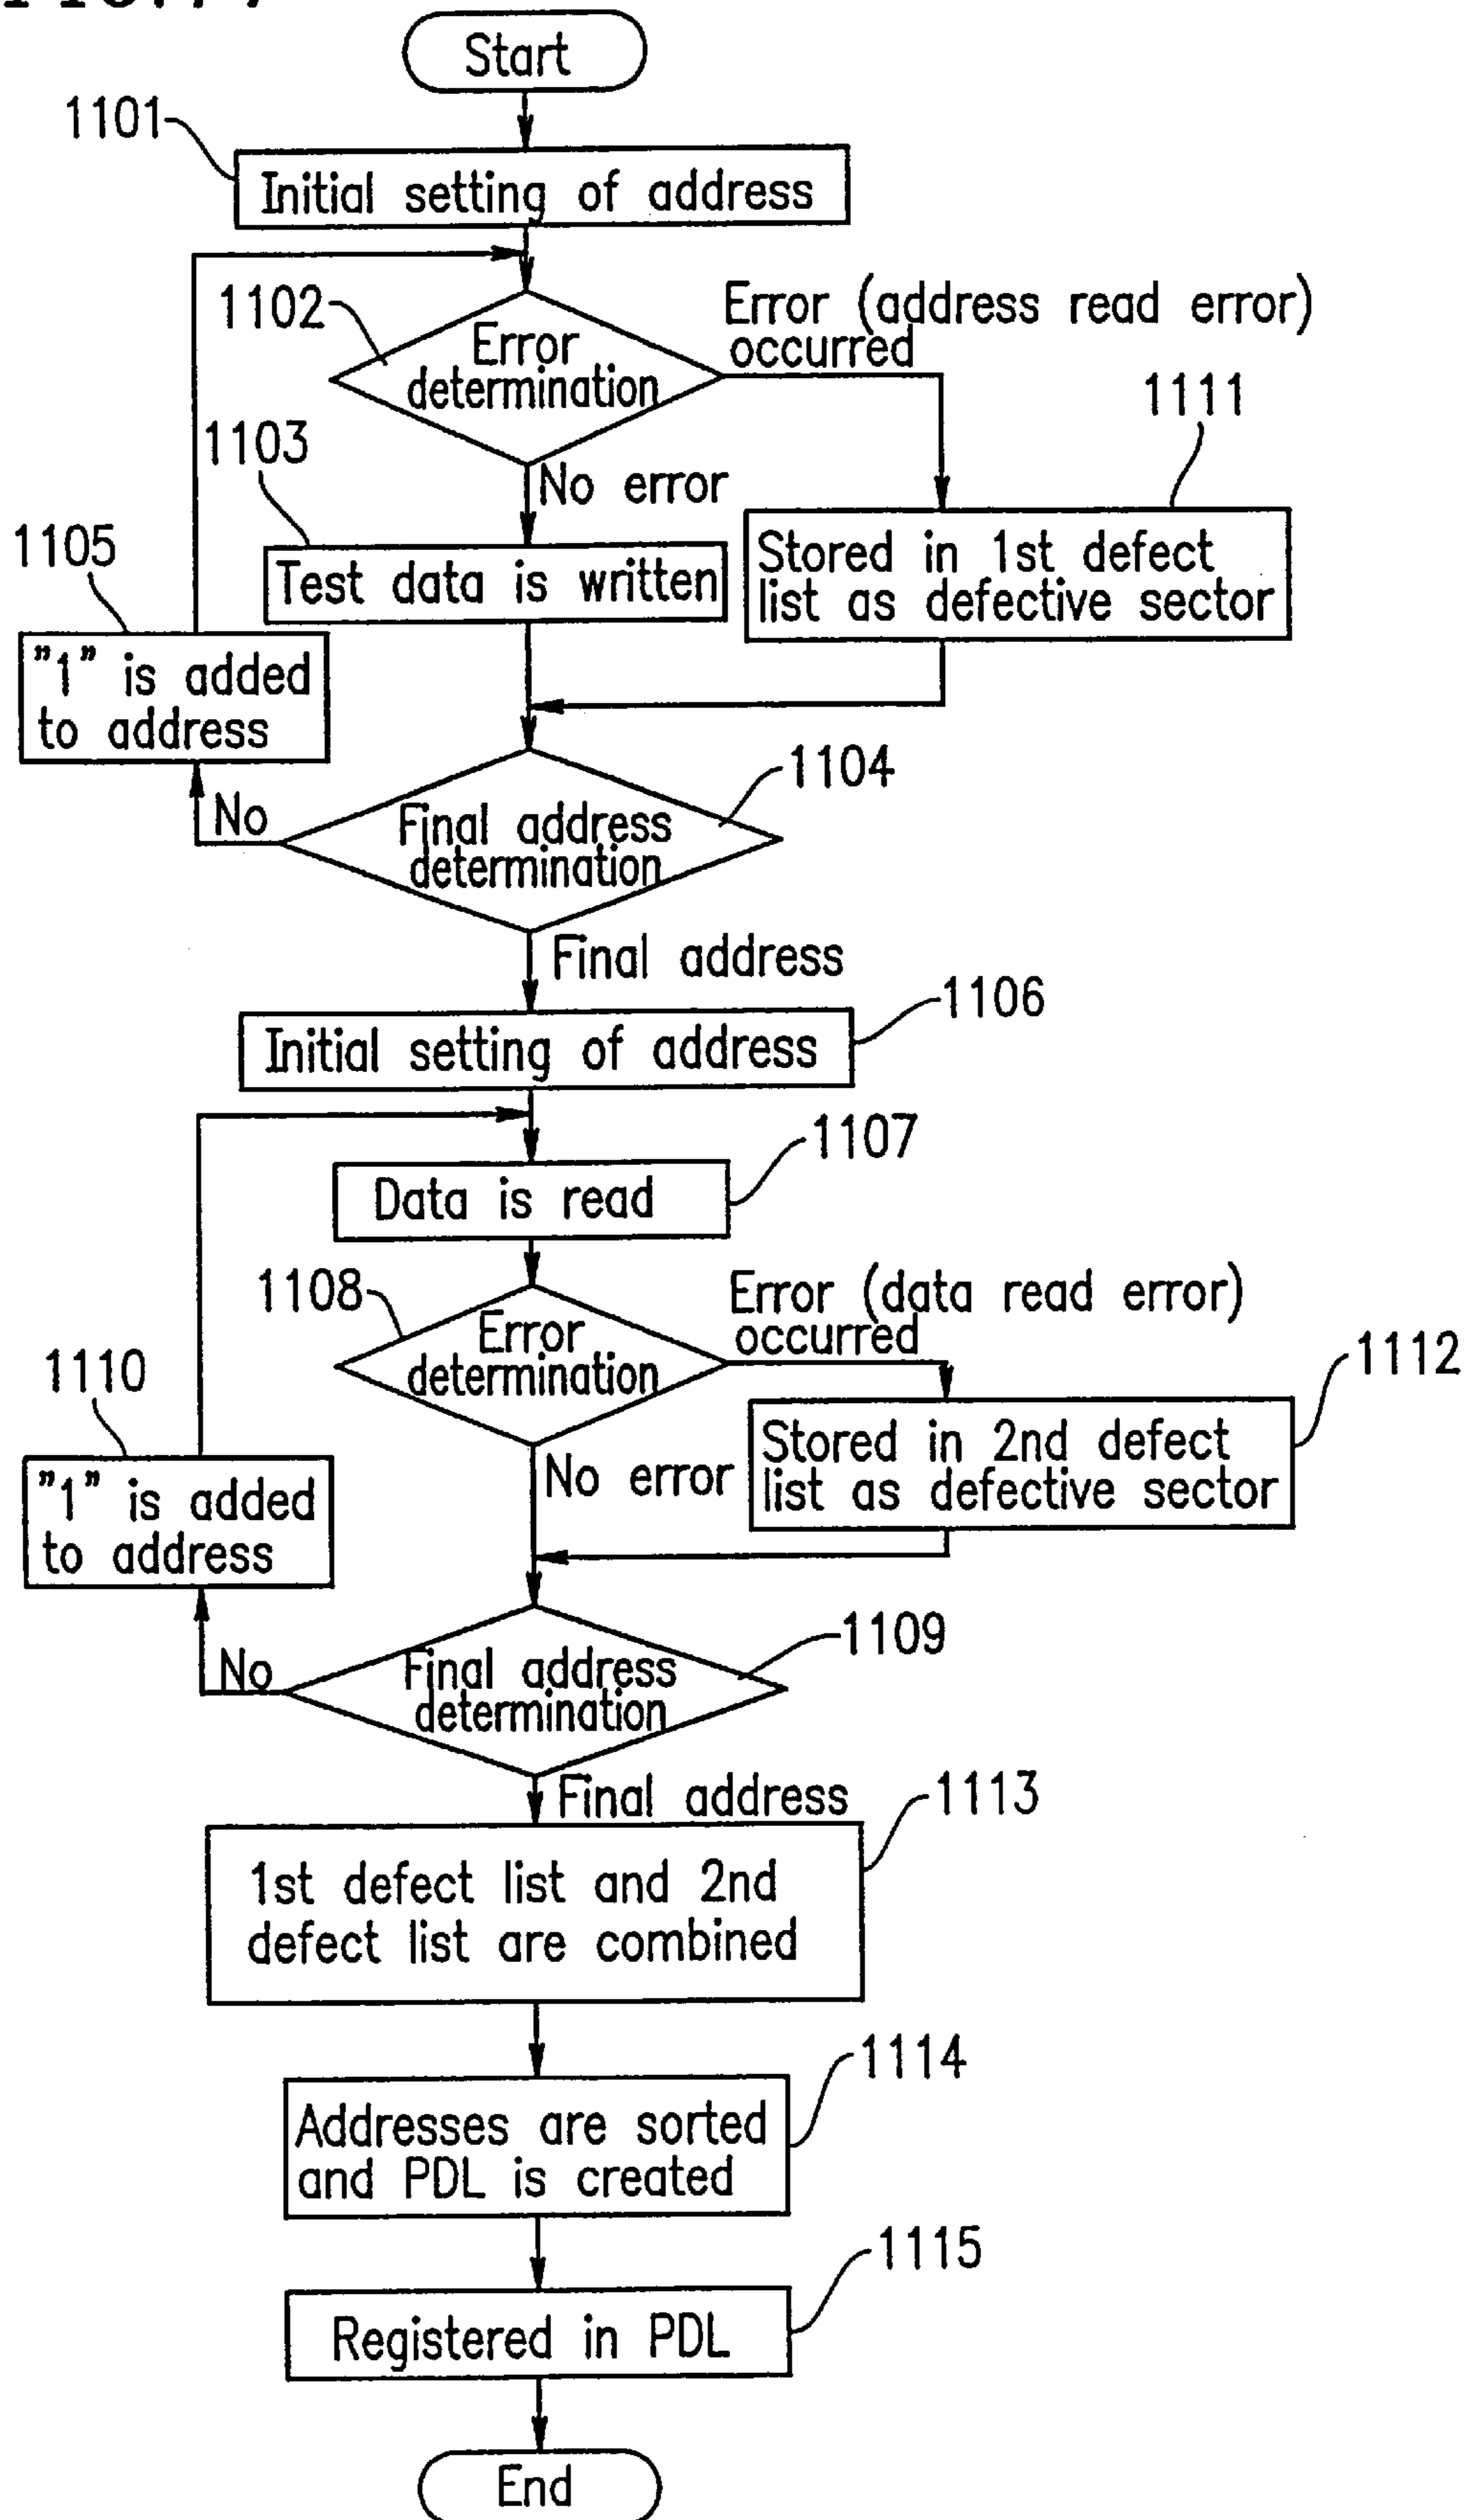 Start
1101
Initial setting of address
1102
Error
determination
Error (address read error)
occurred
1111
1103
No error
Stored in 1st defect
list as defective sector
1105
Test data is written
"1" is added
to address
1104
No
Final address
determination
Final address
1106
Initial setting of address
1107
Data is read
1108
Error
determination
Error (data read error)
occurred
1112
1110
Stored in 2nd defect
list as defective sector
No error
"1" is added
to address
1109
No
Final address
determination
Final address
1113
1st defect list and 2nd
defect list are combined
1114
Addresses are sorted
and PDL is created
1115
Registered in PDL
End